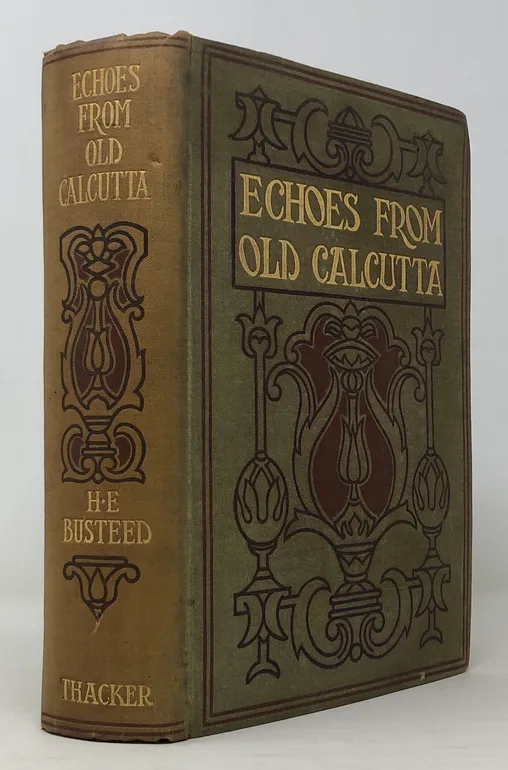 ECHOES
FROM
OLD
CALCUTTA
H·E
BUSTEED
THACKER
ECHOES FROM
OLD CALCUTTA